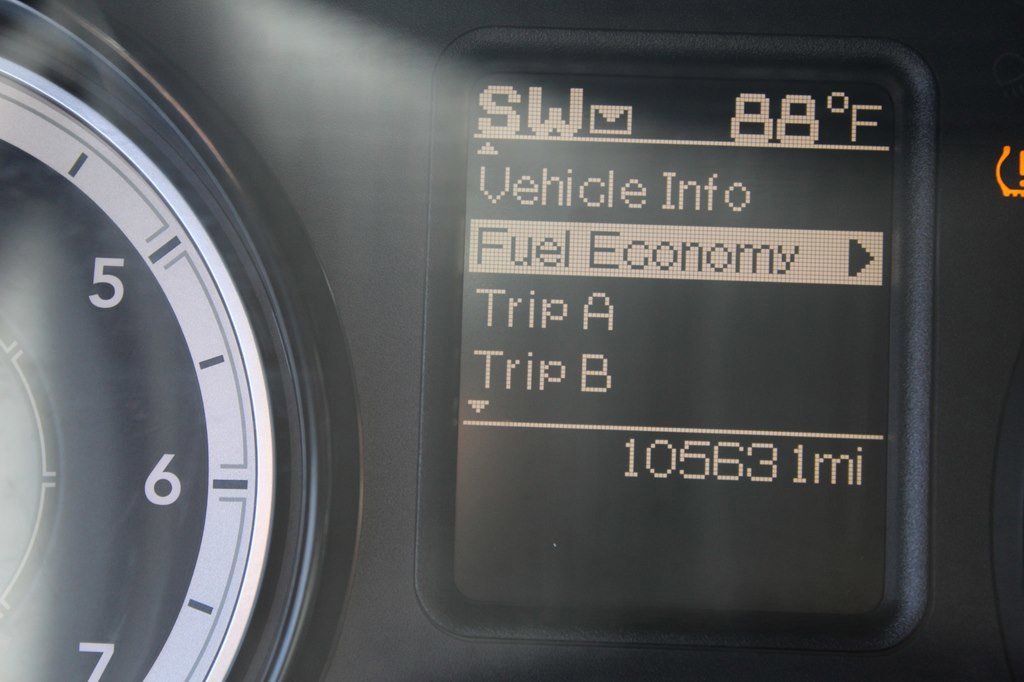 SW 88°F
Vehicle Info
Fuel Economy
Trip A
Trip B
105631mi
5
6
7